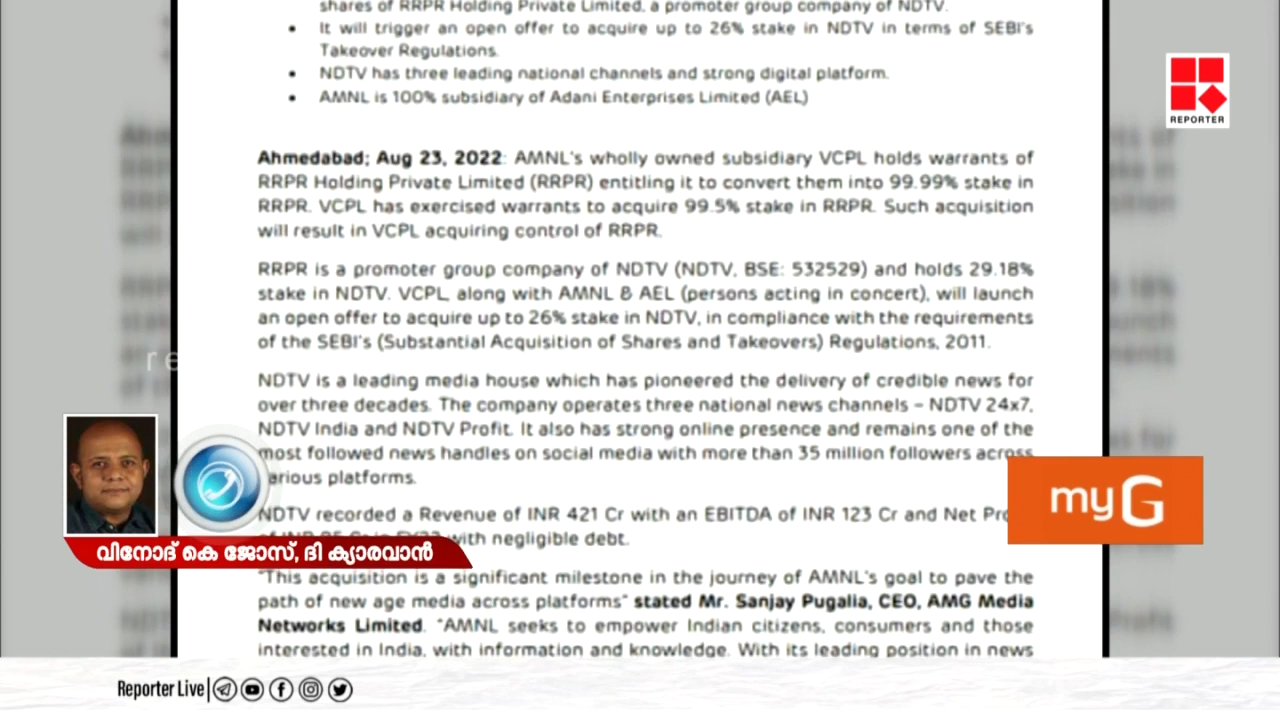 shares of RRPR Holding Private Limited, a promoter group company of NDTV.
• It will trigger an open offer to acquire up to 26% stake in NDTV in terms of SEBI's
Takeover Regulations.
• NDTV has three leading national channels and strong digital platform.
• AMNL is 100% subsidiary of Adani Enterprises Limited (AEL)
REPORTER
Ahmedabad; Aug 23, 2022: AMNL's wholly owned subsidiary VCPL holds warrants of
RRPR Holding Private Limited (RRPR) entitling it to convert them into 99.99% stake in
RRPR. VCPL has exercised warrants to acquire 99.5% stake in RRPR. Such acquisition
will result in VCPL acquiring control of RRPR.
RRPR is a promoter group company of NDTV (NDTV, BSE: 532529) and holds 29.18%
stake in NDTV. VCPL, along with AMNL & AEL (persons acting in concert), will launch
an open offer to acquire up to 26% stake in NDTV, in compliance with the requirements
of the SEBI's (Substantial Acquisition of Shares and Takeovers) Regulations, 2011.
NDTV is a leading media house which has pioneered the delivery of credible news for
over three decades. The company operates three national news channels – NDTV 24x7,
NDTV India and NDTV Profit. It also has strong online presence and remains one of the
most followed news handles on social media with more than 35 million followers across
various platforms.
NDTV recorded a Revenue of INR 421 Cr with an EBITDA of INR 123 Cr and Net
with negligible debt.
"This acquisition is a significant milestone in the journey of AMNL's goal to pave the
path of new age media across platforms" stated Mr. Sanjay Pugalia, CEO, AMG Media
Networks Limited. "AMNL seeks to empower Indian citizens, consumers and those
interested in India, with information and knowledge. With its leading position in news
myG
വിനോദ് കെ ജോസ്, ദി ക്യാരവാൻ
Reporter Live